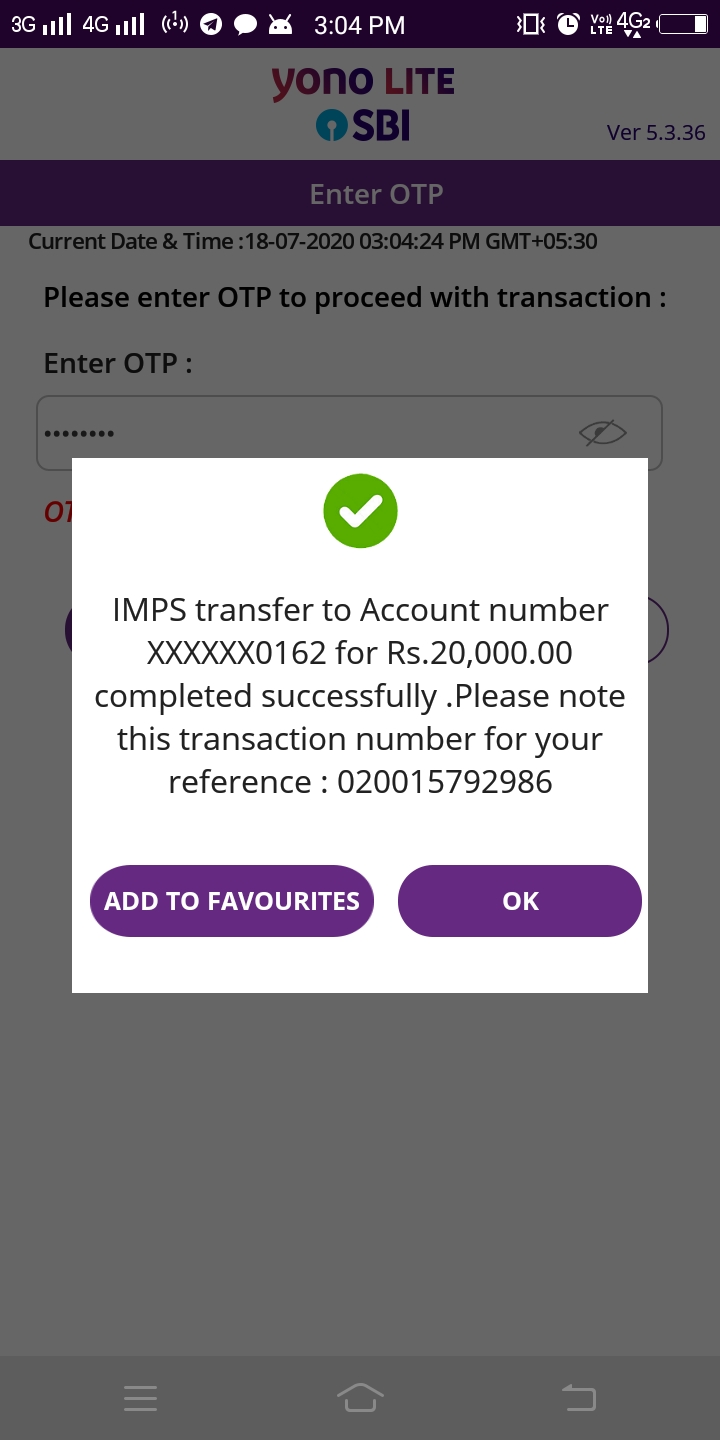 3G 4G 1 3:04 PM Vo)) LTE 4G2
yono LITE
SBI
Ver 5.3.36
Enter OTP
Current Date & Time :18-07-2020 03:04:24 PM GMT+05:30
Please enter OTP to proceed with transaction :
Enter OTP :
••••••••
OT
IMPS transfer to Account number
XXXXXX0162 for Rs.20,000.00
completed successfully .Please note
this transaction number for your
reference : 020015792986
ADD TO FAVOURITES OK